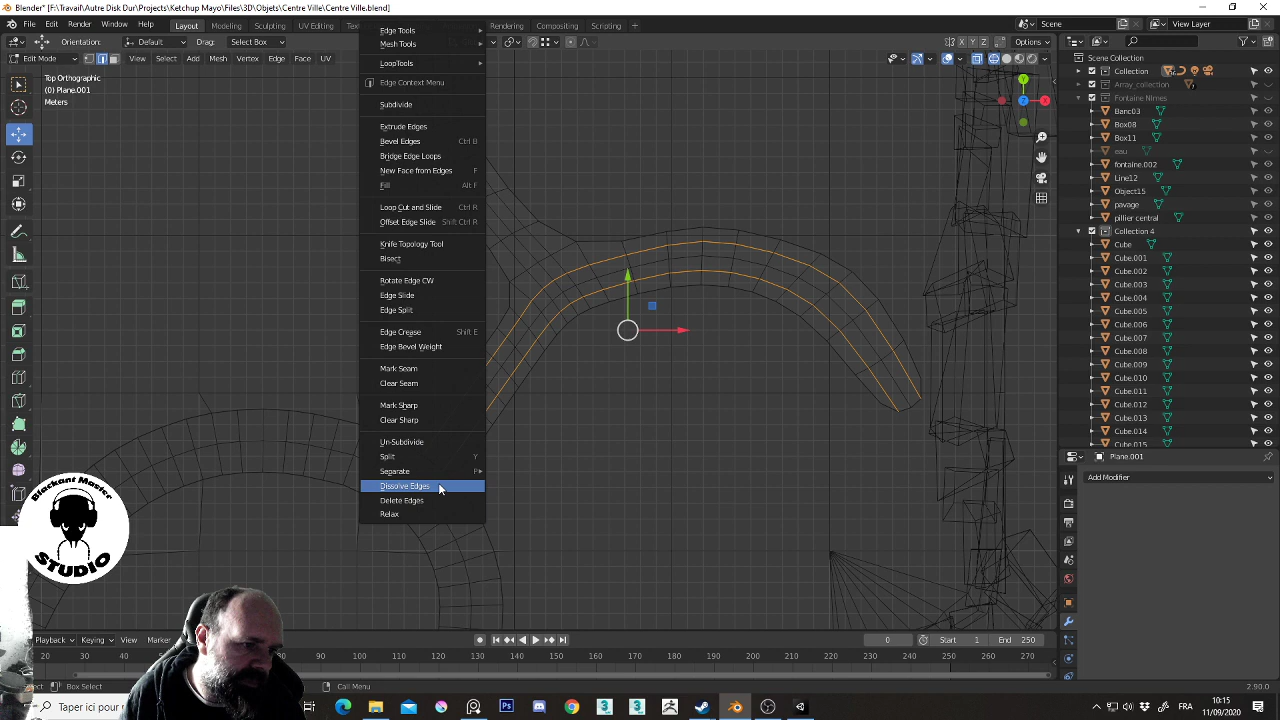 Blender* [F:\Travail\Autre Disk Dur\Projects\Ketchup Mayo\Files\3D\Objets\Centre Ville\Centre Ville.blend]
File Edit Render Window Help Layout Modeling Sculpting UV Editing Rendering Compositing Scripting Scene View Layer
Orientation: Default Drag: Select Box Options
Edit Mode View Select Add Mesh Vertex Edge Face UV
Top Orthographic
(0) Plane.001
Meters
Edge Tools
Mesh Tools
LoopTools
Edge Context Menu
Subdivide
Extrude Edges
Bevel Edges Ctrl B
Bridge Edge Loops
New Face from Edges F
Fill Alt F
Loop Cut and Slide Ctrl R
Offset Edge Slide Shift Ctrl R
Knife Topology Tool
Bisect
Rotate Edge CW
Edge Slide
Edge Split
Edge Crease Shift E
Edge Bevel Weight
Mark Seam
Clear Seam
Mark Sharp
Clear Sharp
Un-Subdivide
Split Y
Separate P
Dissolve Edges
Delete Edges
Relax
X Y Z
Scene Collection
Collection
Array_collection
Fontaine NImes
Banc03
Box08
Box11
eau
fontaine.002
Line12
Object15
pavage
pillier central
Collection 4
Cube
Cube.001
Cube.002
Cube.003
Cube.004
Cube.005
Cube.006
Cube.007
Cube.008
Cube.009
Cube.010
Cube.011
Cube.012
Cube.013
Cube.014
Cube.015
Plane.001
Add Modifier
Blackant Master
STUDIO
Playback Keying View Marker 0 Start 1 End 250
20 30 40 120 130 140 150 160 170 180 190 200 210 220 230 240 250 260 270
Box Select Call Menu 2.90.0
Taper ici pour FRA 10:15
11/09/2020